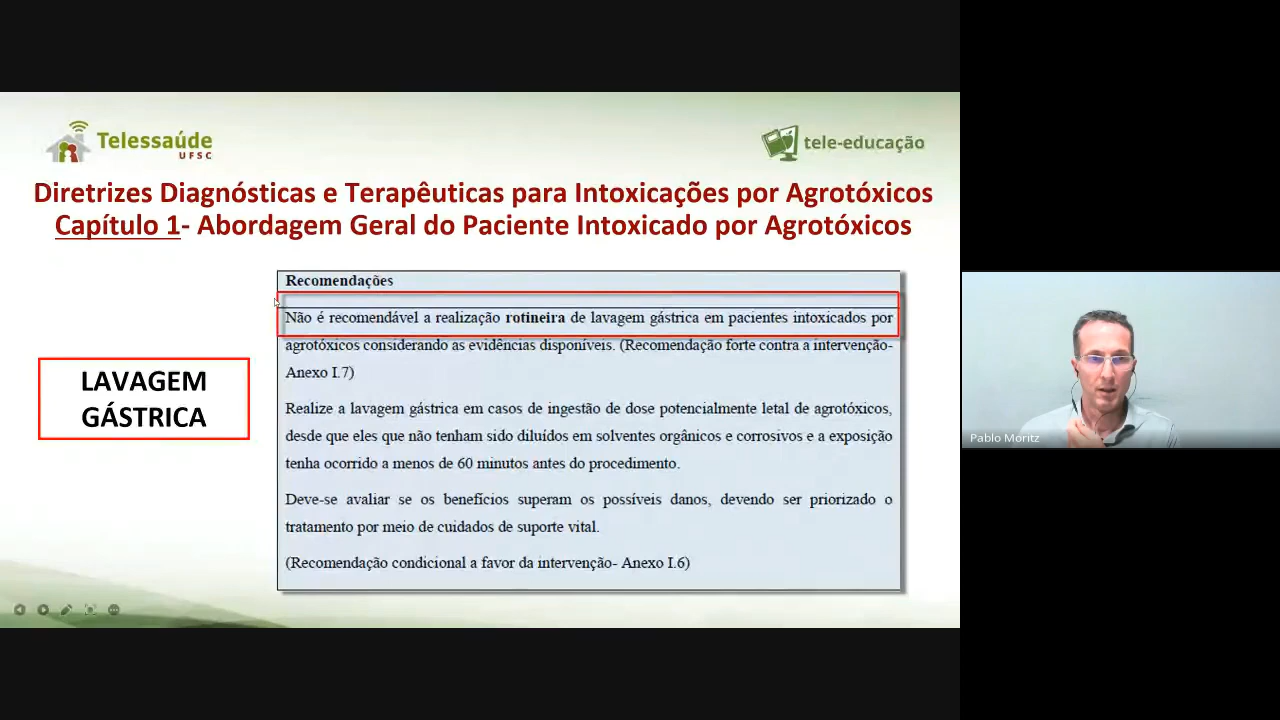 Telessaúde
UFSC
tele-educação
Diretrizes Diagnósticas e Terapêuticas para Intoxicações por Agrotóxicos
Capítulo 1- Abordagem Geral do Paciente Intoxicado por Agrotóxicos
LAVAGEM
GÁSTRICA
Recomendações
Não é recomendável a realização rotineira de lavagem gástrica em pacientes intoxicados por
agrotóxicos considerando as evidências disponíveis. (Recomendação forte contra a intervenção-
Anexo I.7)
Realize a lavagem gástrica em casos de ingestão de dose potencialmente letal de agrotóxicos,
desde que eles que não tenham sido diluídos em solventes orgânicos e corrosivos e a exposição
tenha ocorrido a menos de 60 minutos antes do procedimento.
Deve-se avaliar se os benefícios superam os possíveis danos, devendo ser priorizado o
tratamento por meio de cuidados de suporte vital.
(Recomendação condicional a favor da intervenção- Anexo I.6)
Pablo Moritz